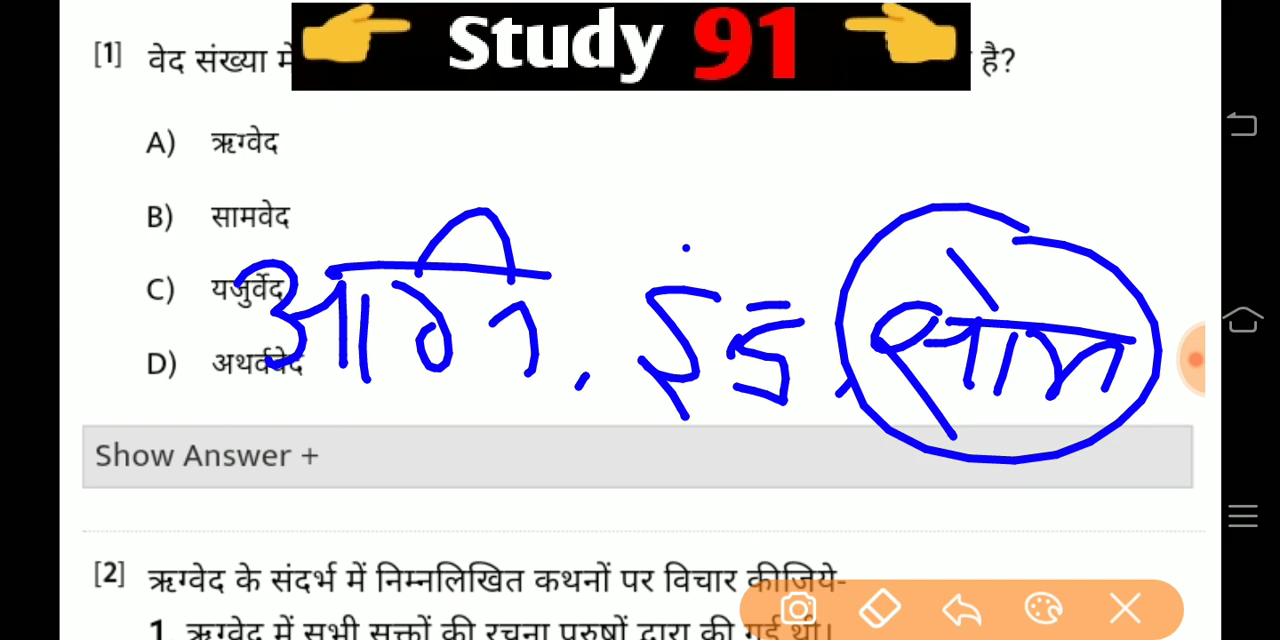 Study 91
[1] वेद संख्या में है?
A) ऋग्वेद
B) सामवेद
C) यजुर्वेद
D) अथर्ववेद
अग्नि, इंद्र, सोम
Show Answer +
[2] ऋग्वेद के संदर्भ में निम्नलिखित कथनों पर विचार कीजिये-
1. ऋग्वेद में सभी सूक्तों की रचना पुरुषों द्वारा की गई थी।